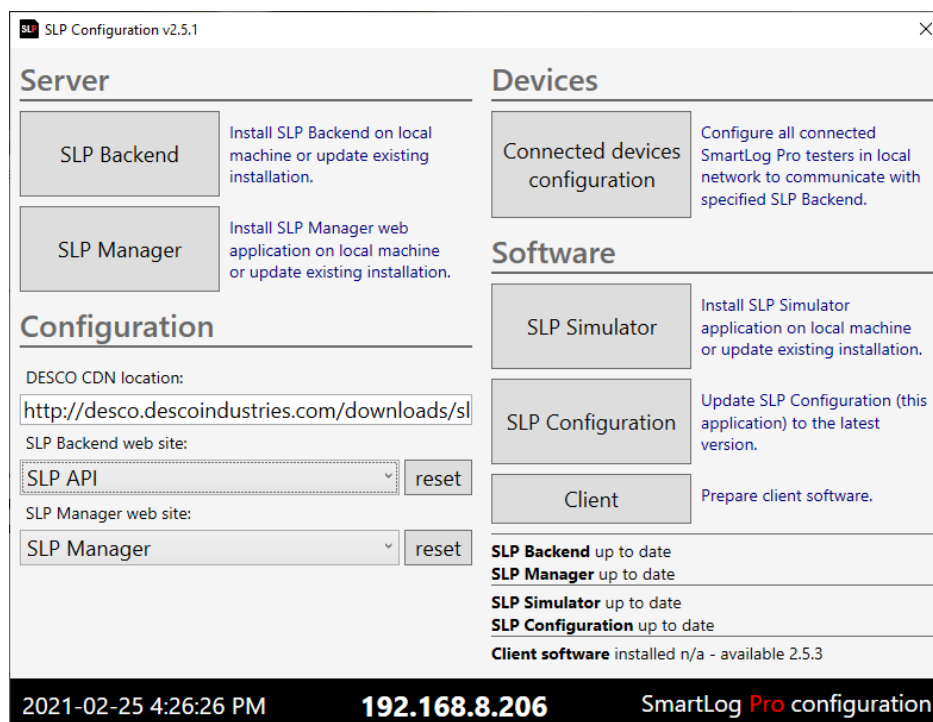 SLP SLP Configuration v2.5.1
Server
SLP Backend
Install SLP Backend on local
machine or update existing
installation.
SLP Manager
Install SLP Manager web
application on local machine
or update existing installation.
Configuration
DESCO CDN location:
http://desco.descoindustries.com/downloads/sl
SLP Backend web site:
SLP API
reset
SLP Manager web site:
SLP Manager
reset
Devices
Connected devices
configuration
Configure all connected
SmartLog Pro testers in local
network to communicate with
specified SLP Backend.
Software
SLP Simulator
Install SLP Simulator
application on local machine
or update existing installation.
SLP Configuration
Update SLP Configuration (this
application) to the latest
version.
Client
Prepare client software.
SLP Backend up to date
SLP Manager up to date
SLP Simulator up to date
SLP Configuration up to date
Client software installed n/a - available 2.5.3
2021-02-25 4:26:26 PM
192.168.8.206
SmartLog Pro configuration